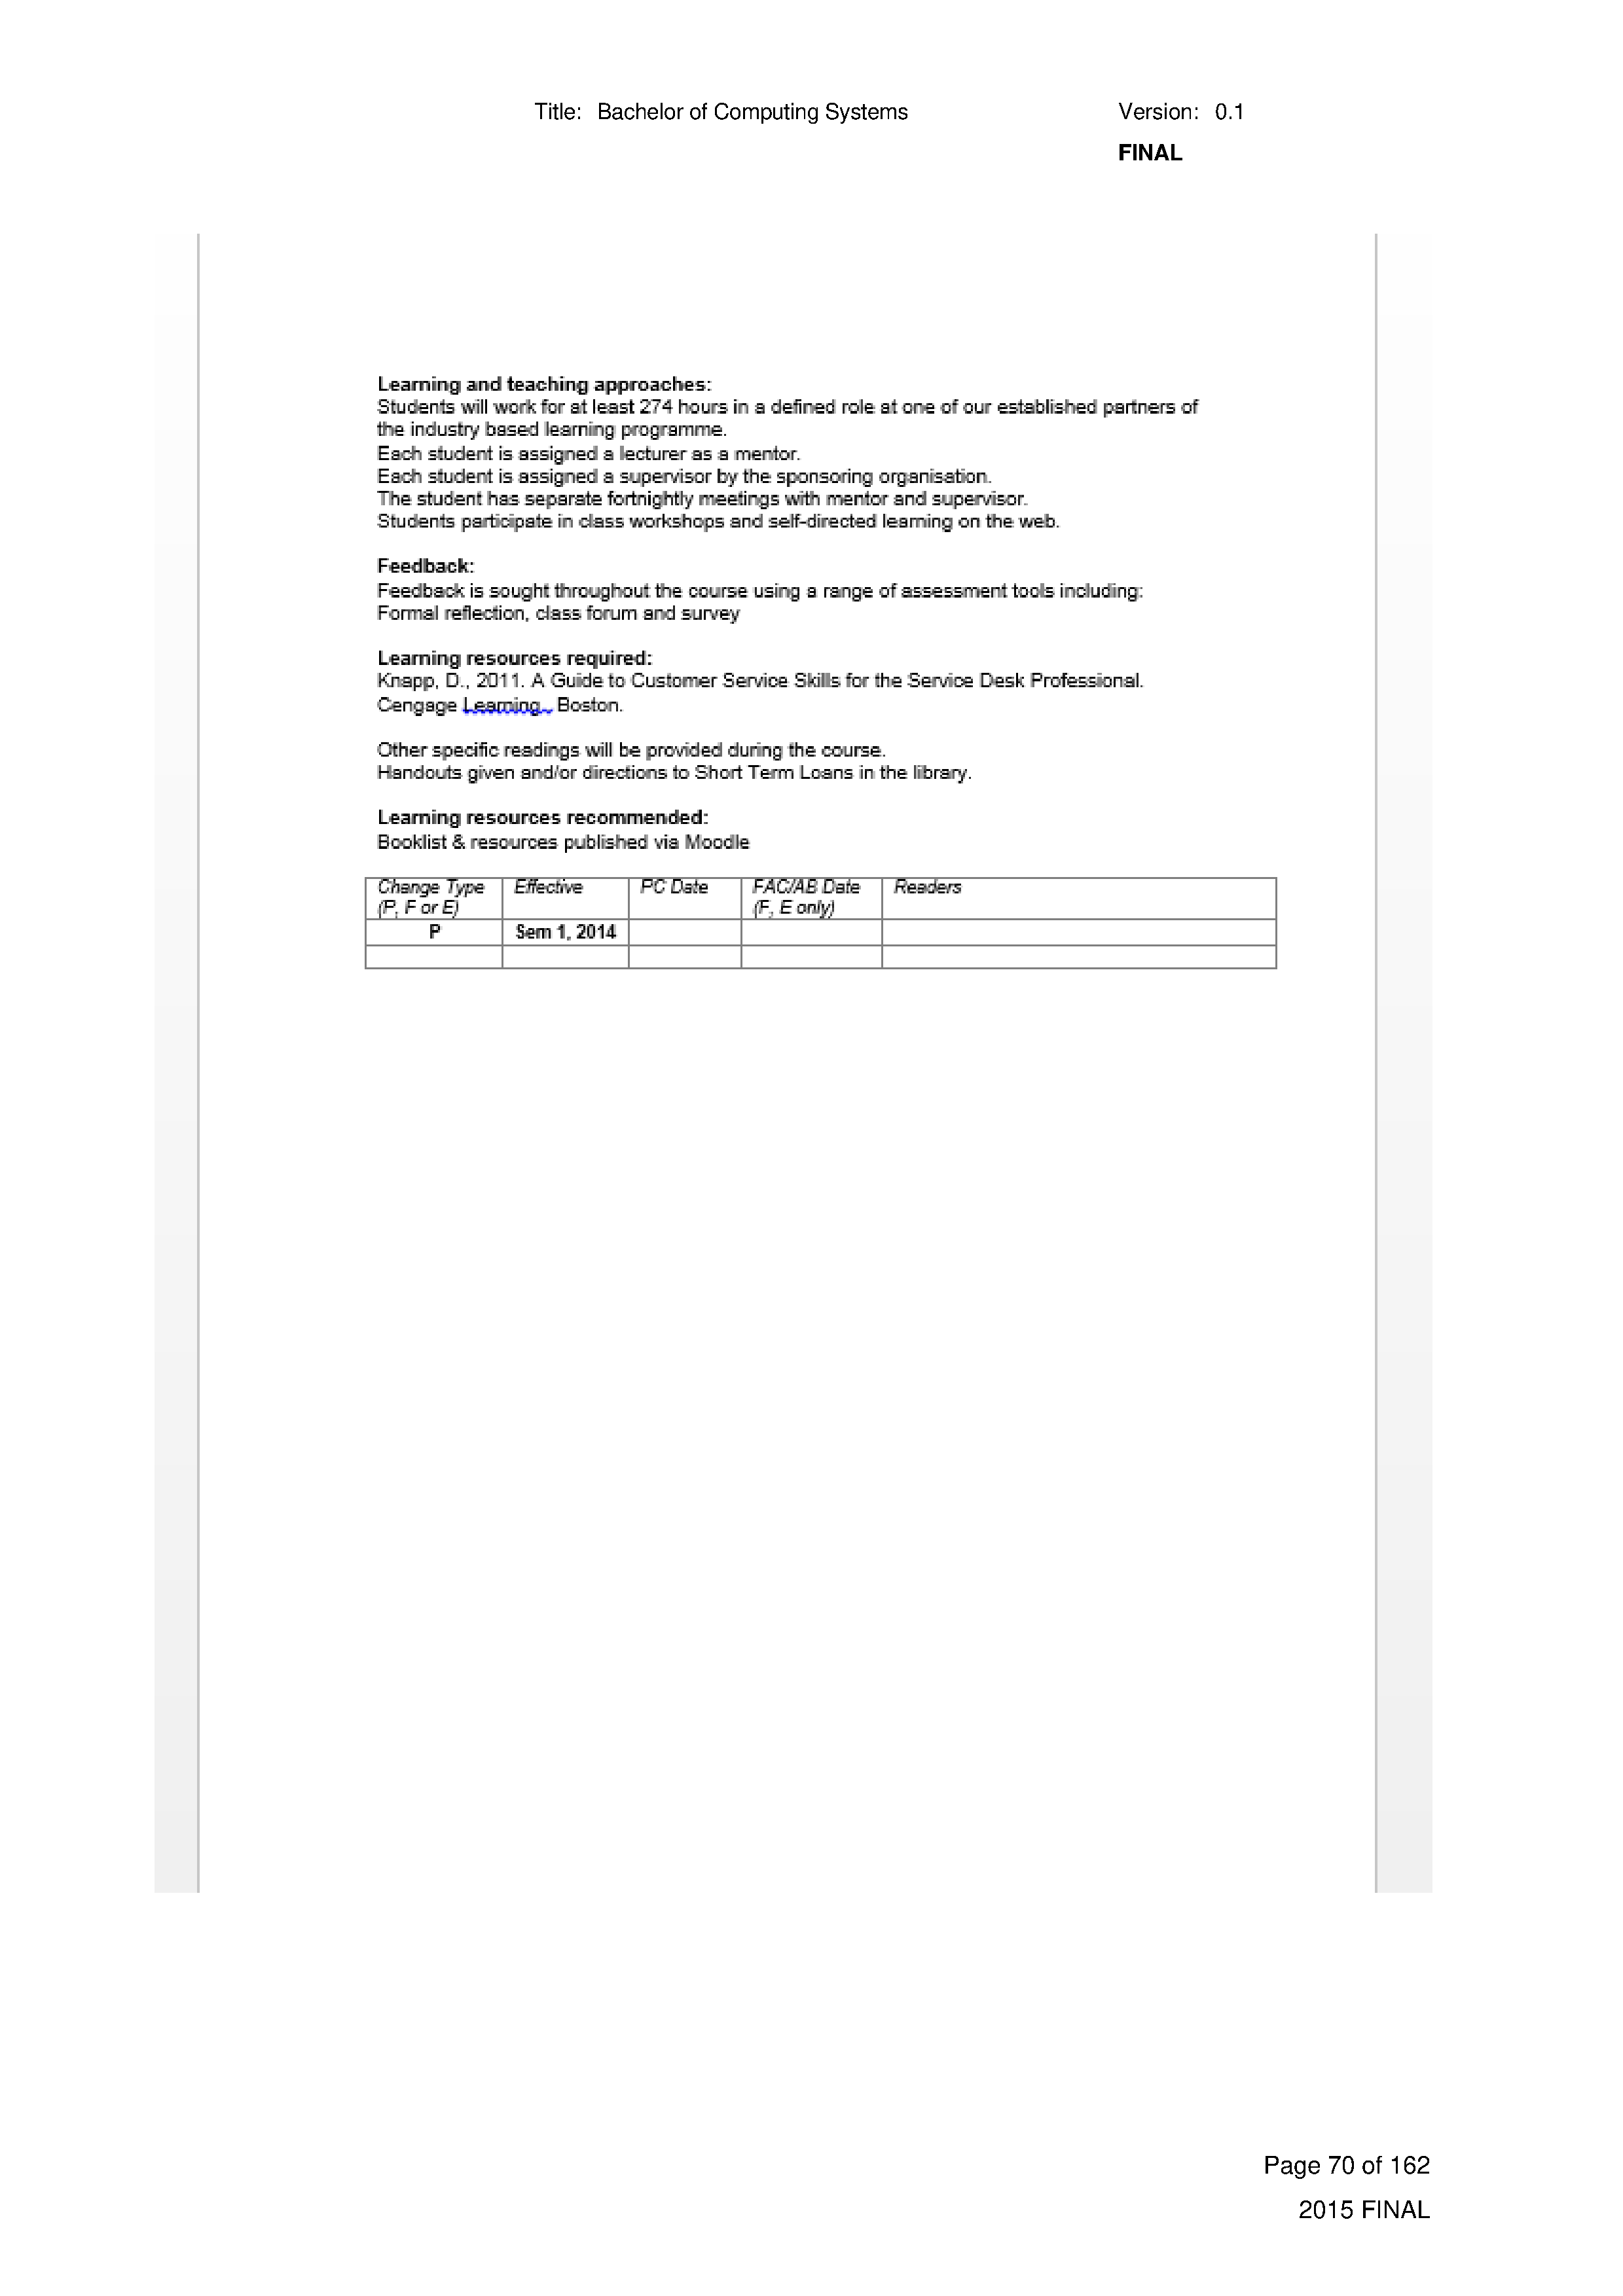 Title: Bachelor of Computing Systems Version: 0.1
FINAL
Learning and teaching approaches:
Students will work for at least 274 hours in a defined role at one of our established partners of
the industry based learning programme.
Each student is assigned a lecturer as a mentor.
Each student is assigned a supervisor by the sponsoring organisation.
The student has separate fortnightly meetings with mentor and supervisor.
Students participate in class workshops and self-directed learning on the web.
Feedback:
Feedback is sought throughout the course using a range of assessment tools including:
Formal reflection, class forum and survey
Learning resources required:
Knapp, D., 2011. A Guide to Customer Service Skills for the Service Desk Professional.
Cengage Learning. Boston.
Other specific readings will be provided during the course.
Handouts given and/or directions to Short Term Loans in the library.
Learning resources recommended:
Booklist & resources published via Moodle
Change Type Effective PC Date FAC/AB Date Readers
(P, F or E) (F, E only)
P Sem 1, 2014
Page 70 of 162
2015 FINAL